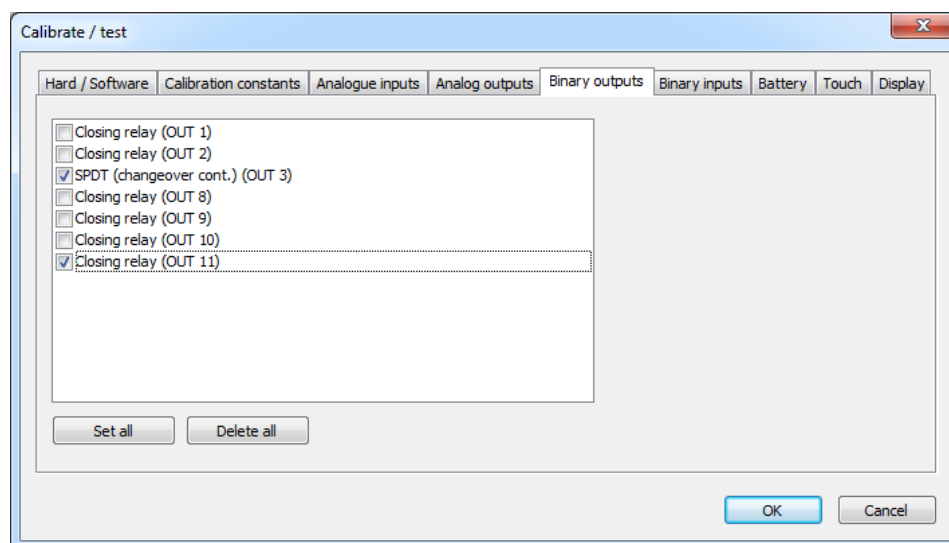 Calibrate / test
Hard / Software Calibration constants Analogue inputs Analog outputs Binary outputs Binary inputs Battery Touch Display
Closing relay (OUT 1)
Closing relay (OUT 2)
SPDT (changeover cont.) (OUT 3)
Closing relay (OUT 8)
Closing relay (OUT 9)
Closing relay (OUT 10)
Closing relay (OUT 11)
Set all Delete all
OK Cancel